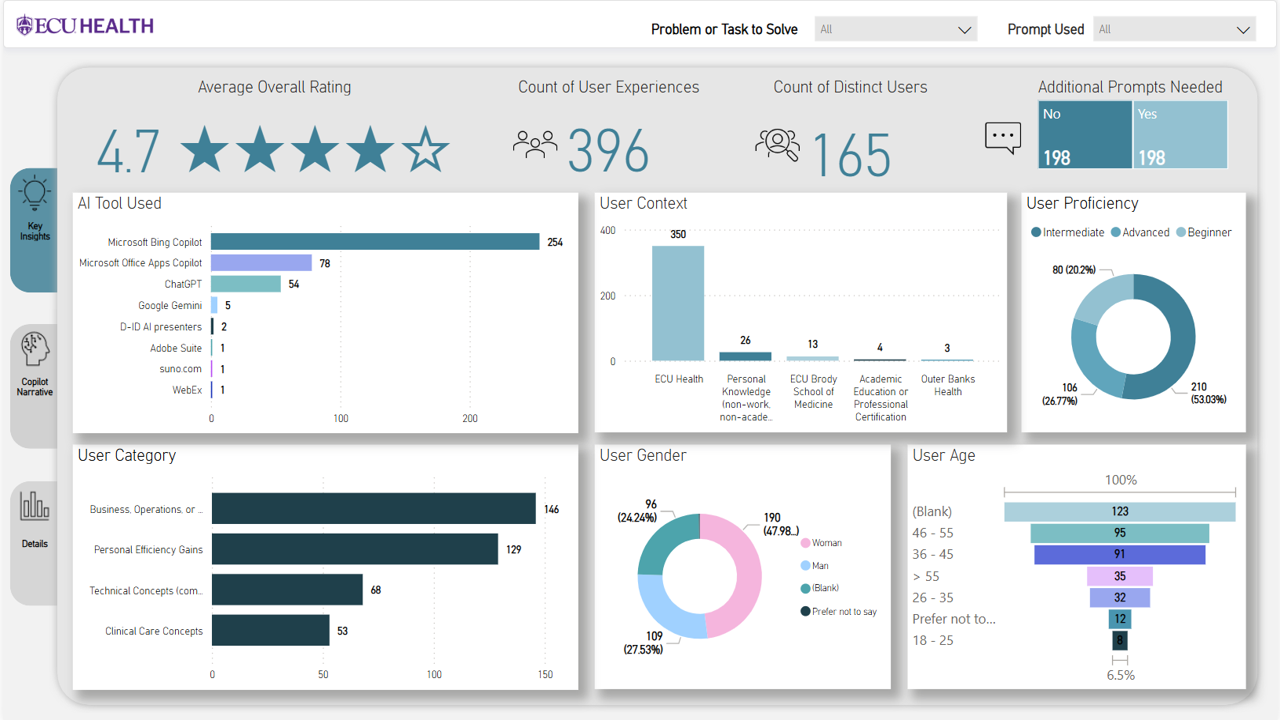 ECU HEALTH
Problem or Task to Solve
All
Prompt Used
All
Average Overall Rating
4.7
Count of User Experiences
396
Count of Distinct Users
165
Additional Prompts Needed
No
198
Yes
198
Key
Insights
Copilot
Narrative
Details
AI Tool Used
Microsoft Bing Copilot
254
Microsoft Office Apps Copilot
78
ChatGPT
54
Google Gemini
5
D-ID AI presenters
2
Adobe Suite
1
suno.com
1
WebEx
1
0
100
200
User Context
400
200
0
350
26
13
4
3
ECU Health
Personal
Knowledge
(non-work,
non-acade...
ECU Brody
School of
Medicine
Academic
Education or
Professional
Certification
Outer Banks
Health
User Proficiency
Intermediate
Advanced
Beginner
80 (20.2%)
106
(26.77%)
210
(53.03%)
User Category
Business, Operations, or ...
146
Personal Efficiency Gains
129
Technical Concepts (com...
68
Clinical Care Concepts
53
0
50
100
150
User Gender
96
(24.24%)
190
(47.98...)
109
(27.53%)
Woman
Man
(Blank)
Prefer not to say
User Age
100%
(Blank)
123
46 - 55
95
36 - 45
91
> 55
35
26 - 35
32
Prefer not to...
12
18 - 25
8
6.5%